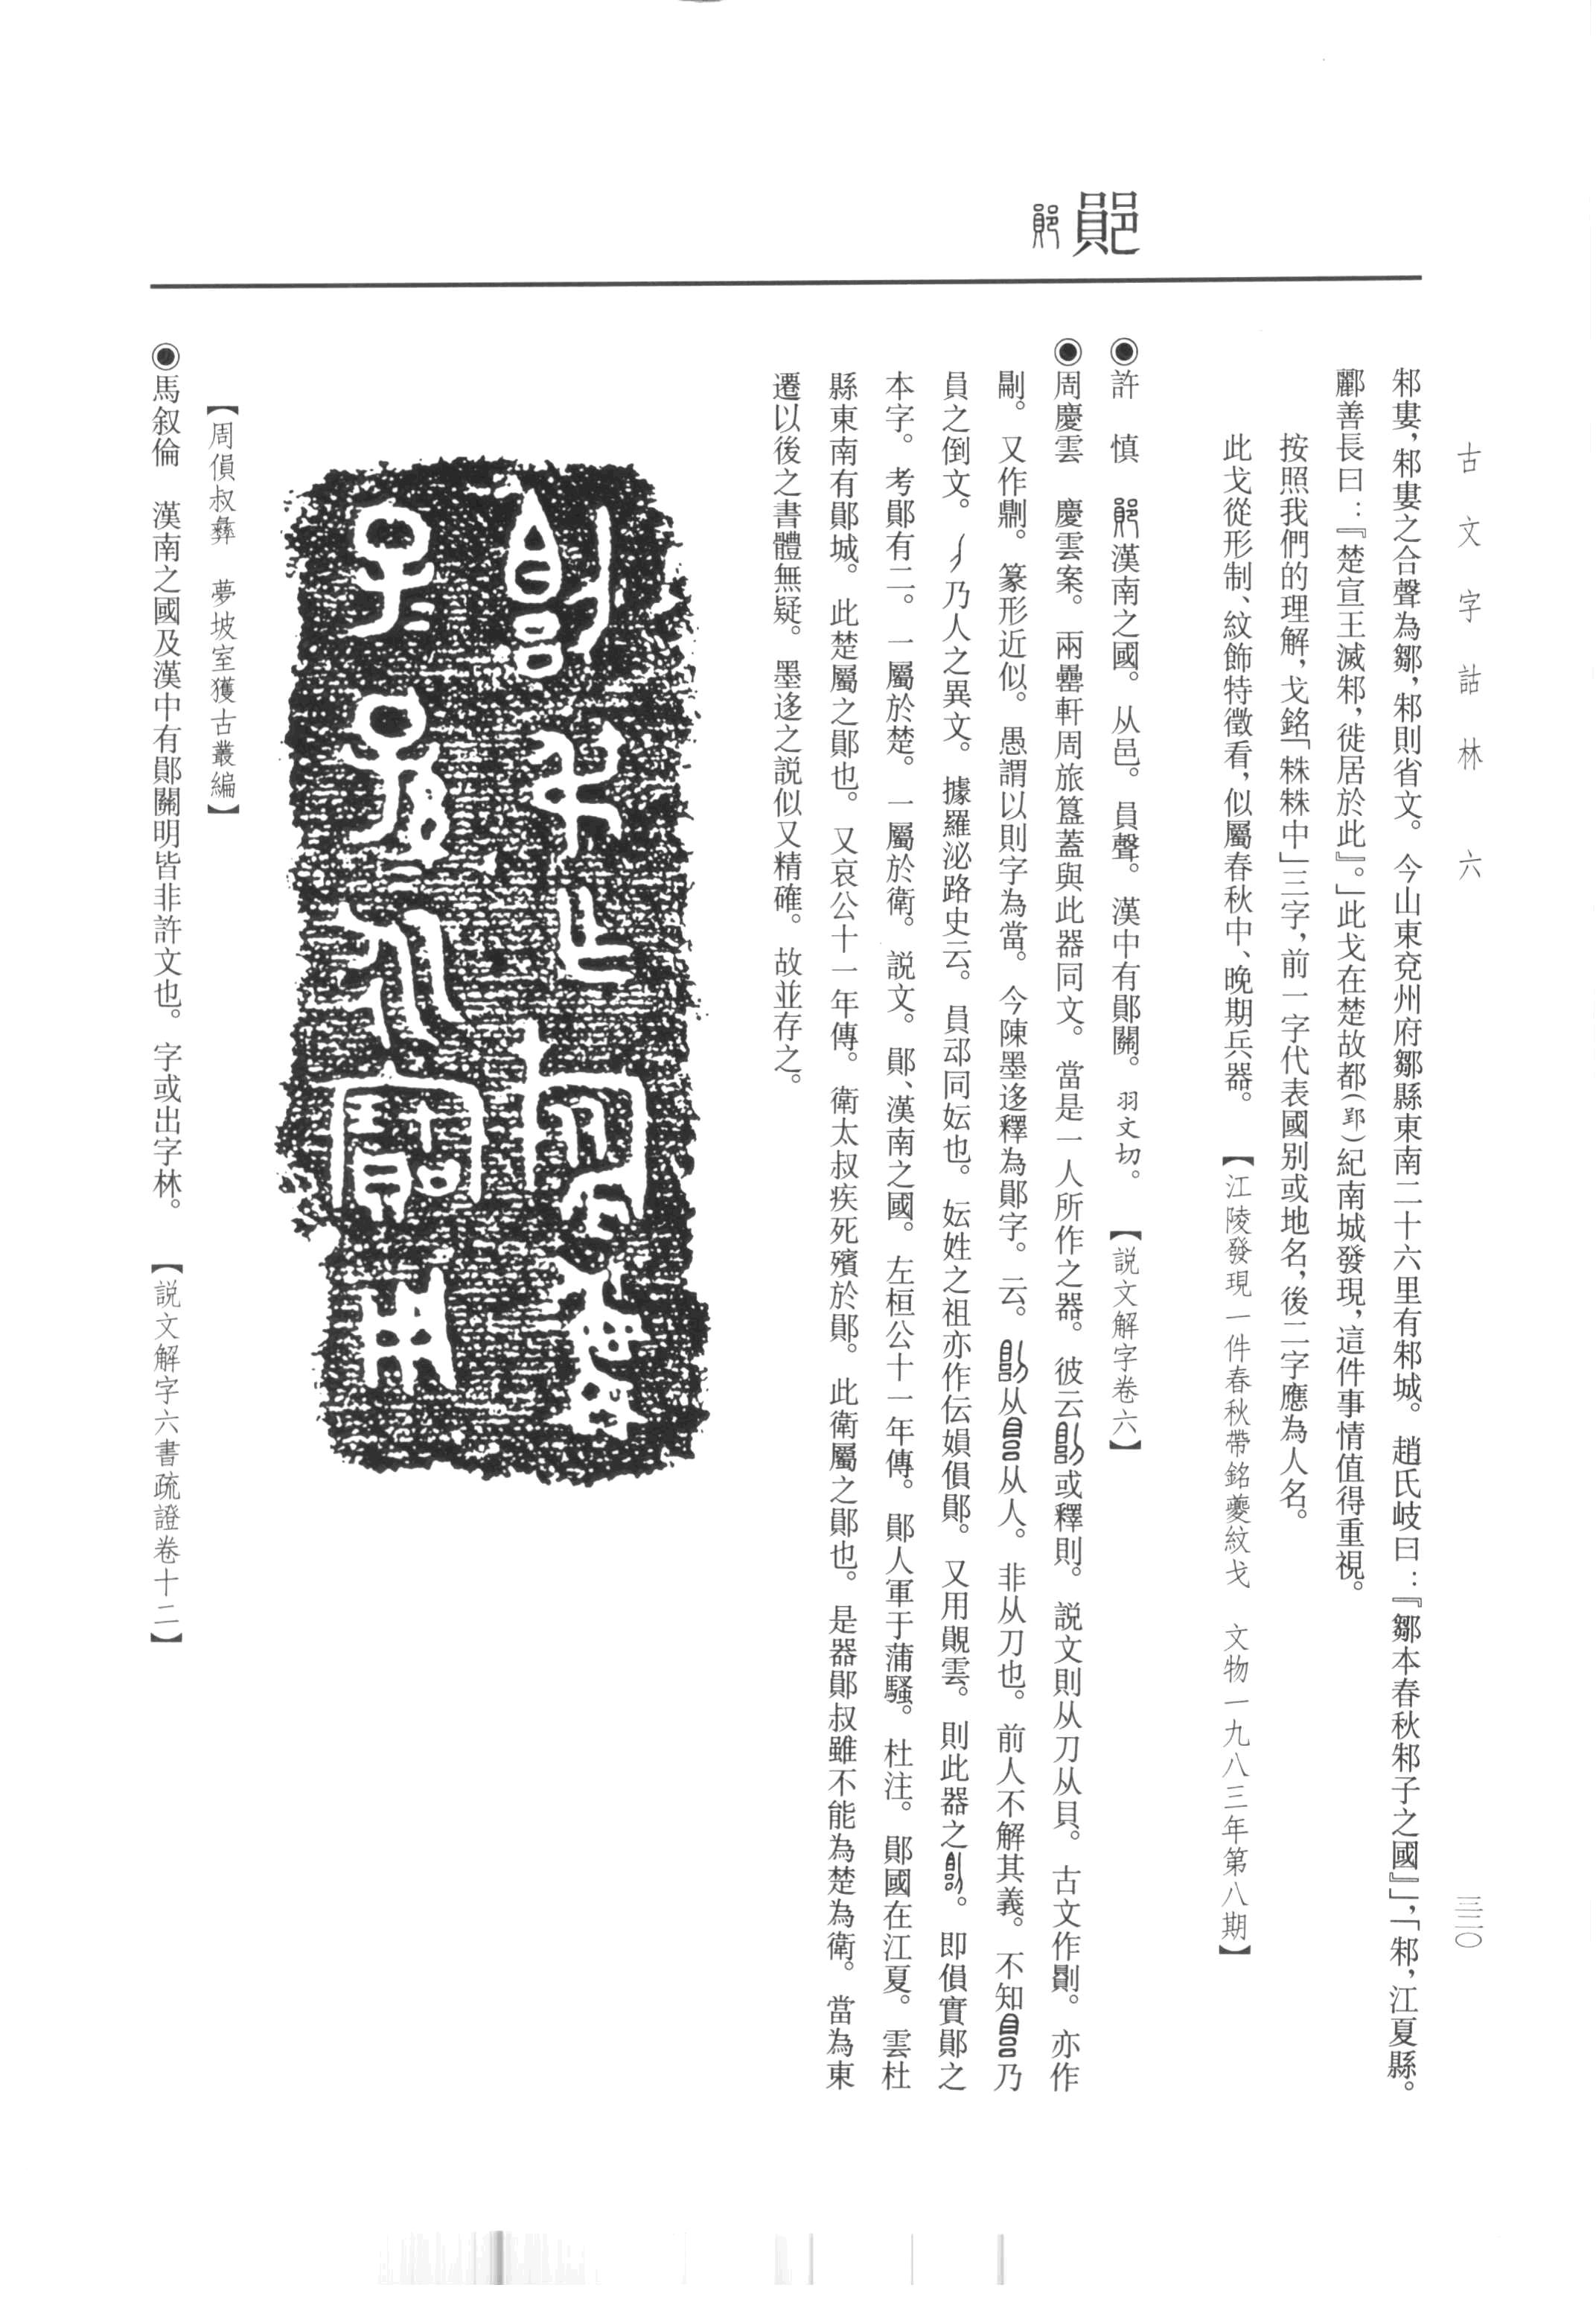 古文字詁林 六
三二〇
邾婁，邾婁之合聲為鄒，邾則省文。今山東兗州府鄒縣東南二十六里有邾城。趙氏岐曰：『鄒本春秋邾子之國』」，「邾，江夏縣。
酈善長曰：『楚宣王滅邾，徙居於此』。」此戈在楚故都（郢）紀南城發現，這件事情值得重視。
按照我們的理解，戈銘「𣐼𣐼中」三字，前一字代表國別或地名，後二字應為人名。
此戈從形制、紋飾特徵看，似屬春秋中、晚期兵器。【江陵發現一件春秋帶銘夔紋戈 文物一九八三年第八期】
鄖
●許 慎 漢南之國。从邑。員聲。漢中有鄖關。羽文切。【説文解字卷六】
●周慶雲 慶雲案。兩罍軒周旅簋蓋與此器同文。當是一人所作之器。彼云或釋則。説文則从刀从貝。古文作𠟭。亦作
𠜻。又作鼎刂。篆形近似。愚謂以則字為當。今陳墨迻釋為鄖字。云。从从人。非从刀也。前人不解其義。不知乃
員之倒文。乃人之異文。據羅泌路史云。員邧同妘也。妘姓之祖亦作伝媜傊鄖。又用覞雲。則此器之。即傊實鄖之
本字。考鄖有二。一屬於楚。一屬於衛。説文。鄖、漢南之國。左桓公十一年傳。鄖人軍于蒲騷。杜注。鄖國在江夏。雲杜
縣東南有鄖城。此楚屬之鄖也。又哀公十一年傳。衛太叔疾死殯於鄖。此衛屬之鄖也。是器鄖叔雖不能為楚為衛。當為東
遷以後之書體無疑。墨迻之説似又精確。故並存之。
【周傊叔彝 夢坡室獲古叢編】
●馬叙倫 漢南之國及漢中有鄖關明皆非許文也。字或出字林。【説文解字六書疏證卷十二】